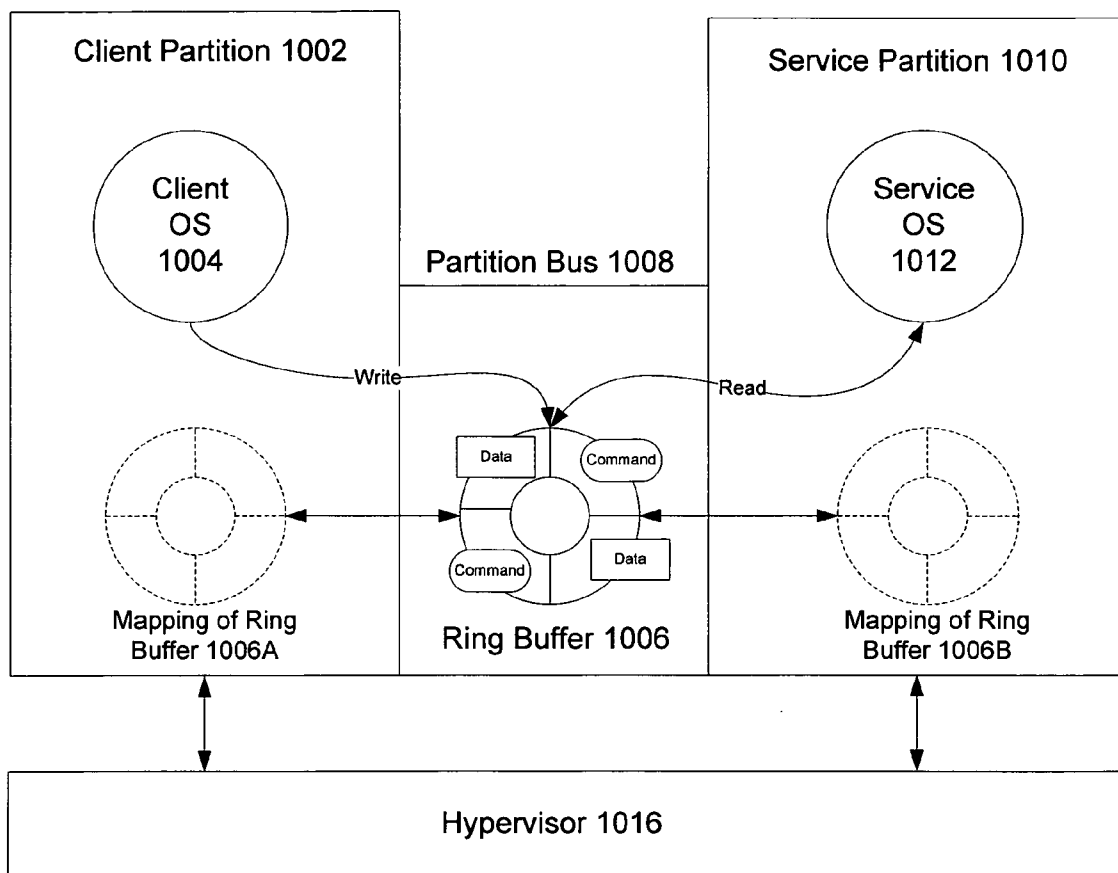 Client Partition 1002
Service Partition 1010
Client
OS
1004
Service
OS
1012
Partition Bus 1008
Write
Read
Data
Command
Command
Data
Mapping of Ring
Buffer 1006A
Ring Buffer 1006
Mapping of Ring
Buffer 1006B
Hypervisor 1016